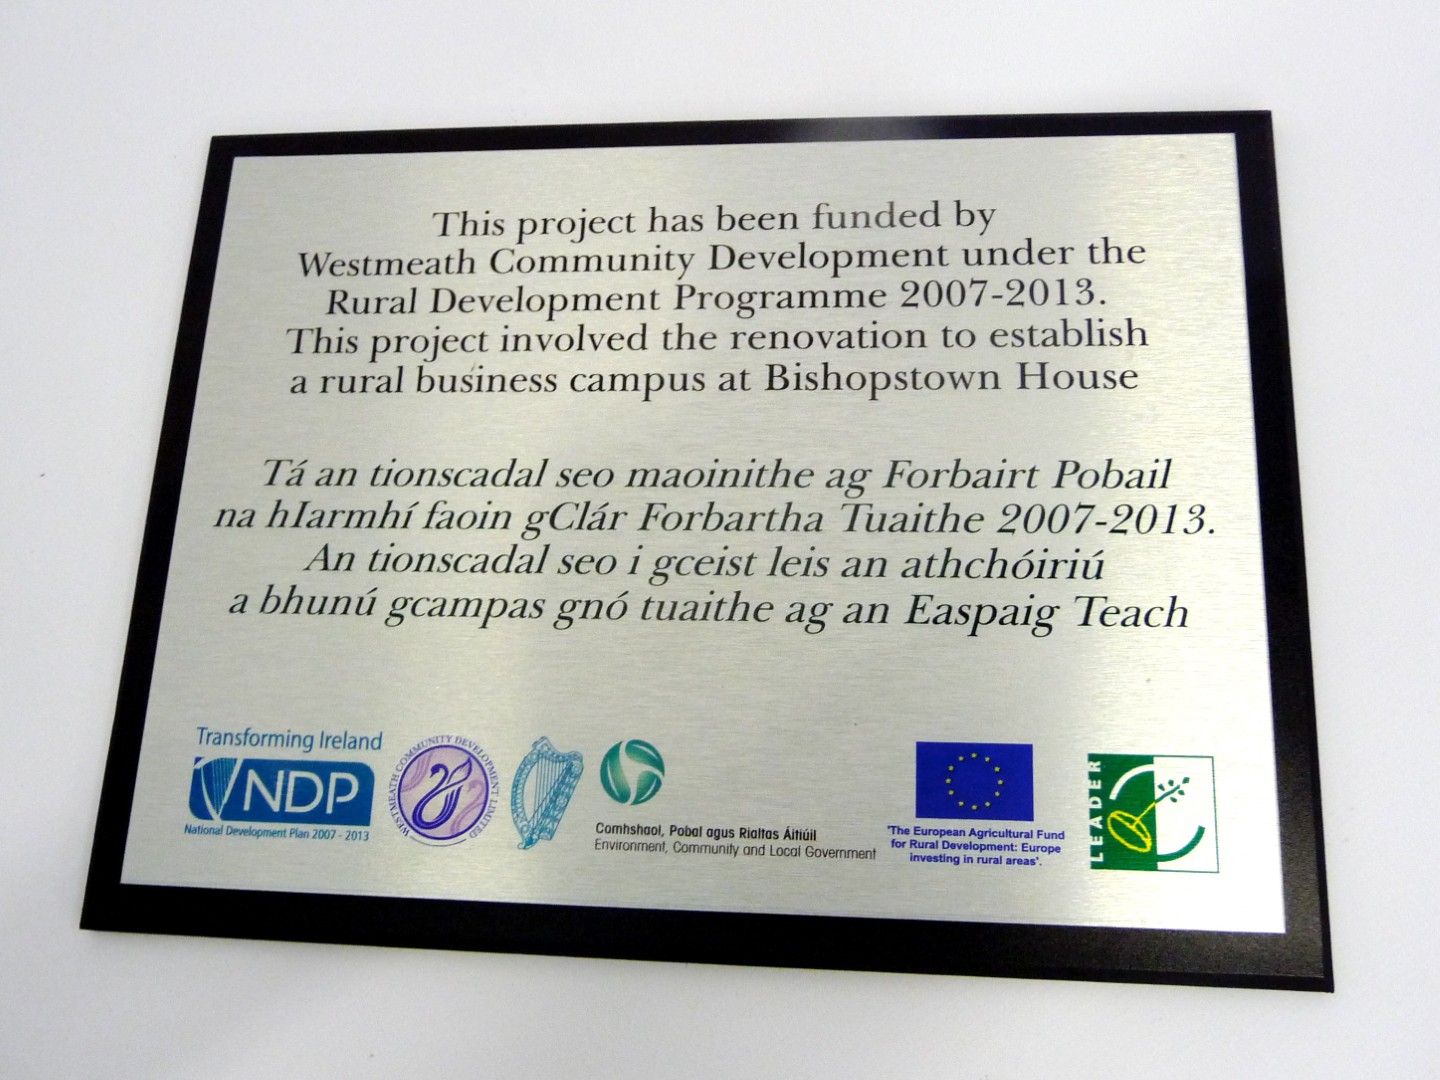 This project has been funded by
Westmeath Community Development under the
Rural Development Programme 2007-2013.
This project involved the renovation to establish
a rural business campus at Bishopstown House
Tá an tionscadal seo maoinithe ag Forbairt Pobail
na hIarmhí faoin gClár Forbartha Tuaithe 2007-2013.
An tionscadal seo i gceist leis an athchóiriú
a bhunú gcampas gnó tuaithe ag an Easpaig Teach
Transforming Ireland
NDP
National Development Plan 2007 - 2013
WESTMEATH COMMUNITY DEVELOPMENT LIMITED
Comhshaol, Pobal agus Rialtas Áitiúil
Environment, Community and Local Government
'The European Agricultural Fund
for Rural Development: Europe
investing in rural areas'.
LEADER